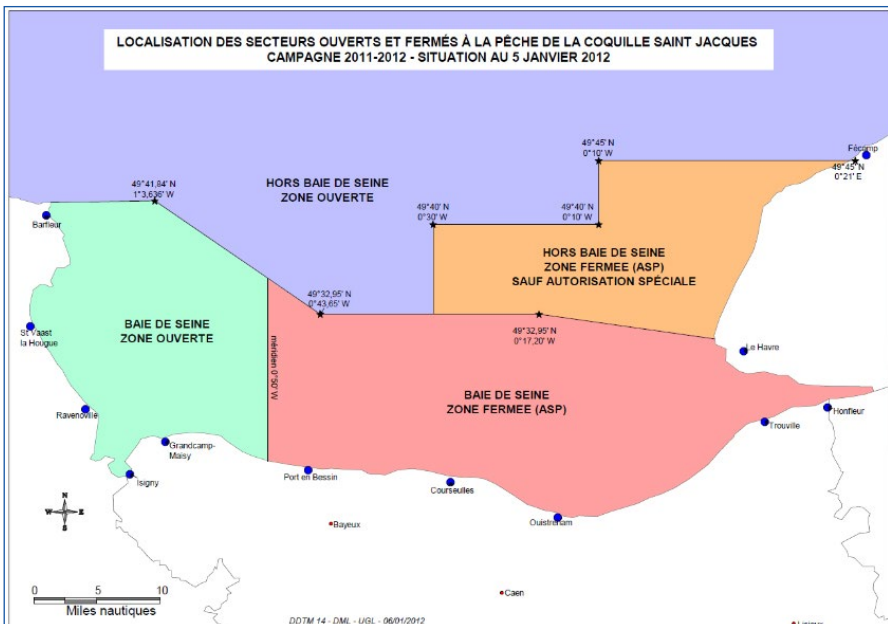 LOCALISATION DES SECTEURS OUVERTS ET FERMÉS À LA PÊCHE DE LA COQUILLE SAINT JACQUES
CAMPAGNE 2011-2012 - SITUATION AU 5 JANVIER 2012
49°45' N
0°10' W
Fécamp
49°45' N
0°21' E
49°41,84' N
1°3,636' W
HORS BAIE DE SEINE
ZONE OUVERTE
49°40' N
0°30' W
49°40' N
0°10' W
Barfleur
HORS BAIE DE SEINE
ZONE FERMEE (ASP)
SAUF AUTORISATION SPÉCIALE
49°32,95' N
0°43,65' W
BAIE DE SEINE
ZONE OUVERTE
49°32,95' N
0°17,20' W
St Vaast
la Hougue
méridien 0°50' W
Le Havre
BAIE DE SEINE
ZONE FERMEE (ASP)
Ravenoville
Honfleur
Trouville
Grandcamp-
Maisy
Isigny
Port en Bessin
Courseulles
Ouistreham
N
W E
S
Bayeux
0 5 10
Miles nautiques
Caen
DDTM 14 - DML - UGL - 06/01/2012